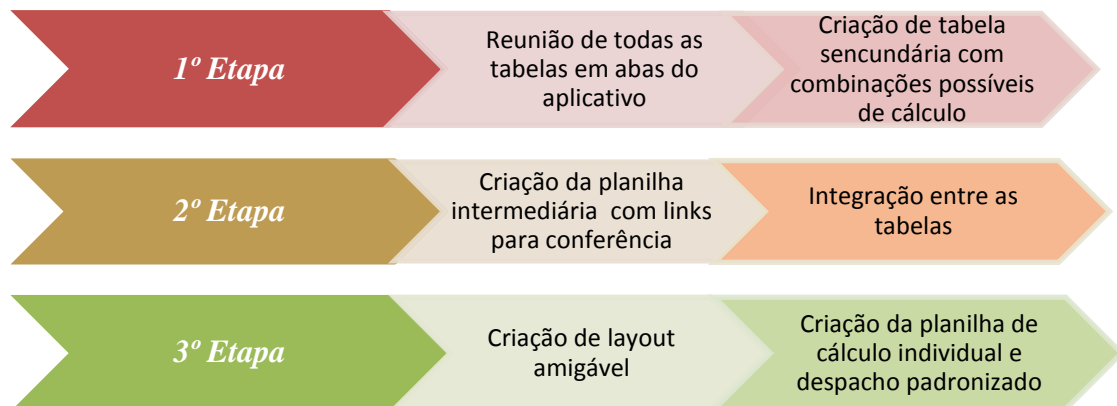 1º Etapa
Reunião de todas as
tabelas em abas do
aplicativo
Criação de tabela
sencundária com
combinações possíveis
de cálculo
2º Etapa
Criação da planilha
intermediária com links
para conferência
Integração entre as
tabelas
3º Etapa
Criação de layout
amigável
Criação da planilha de
cálculo individual e
despacho padronizado